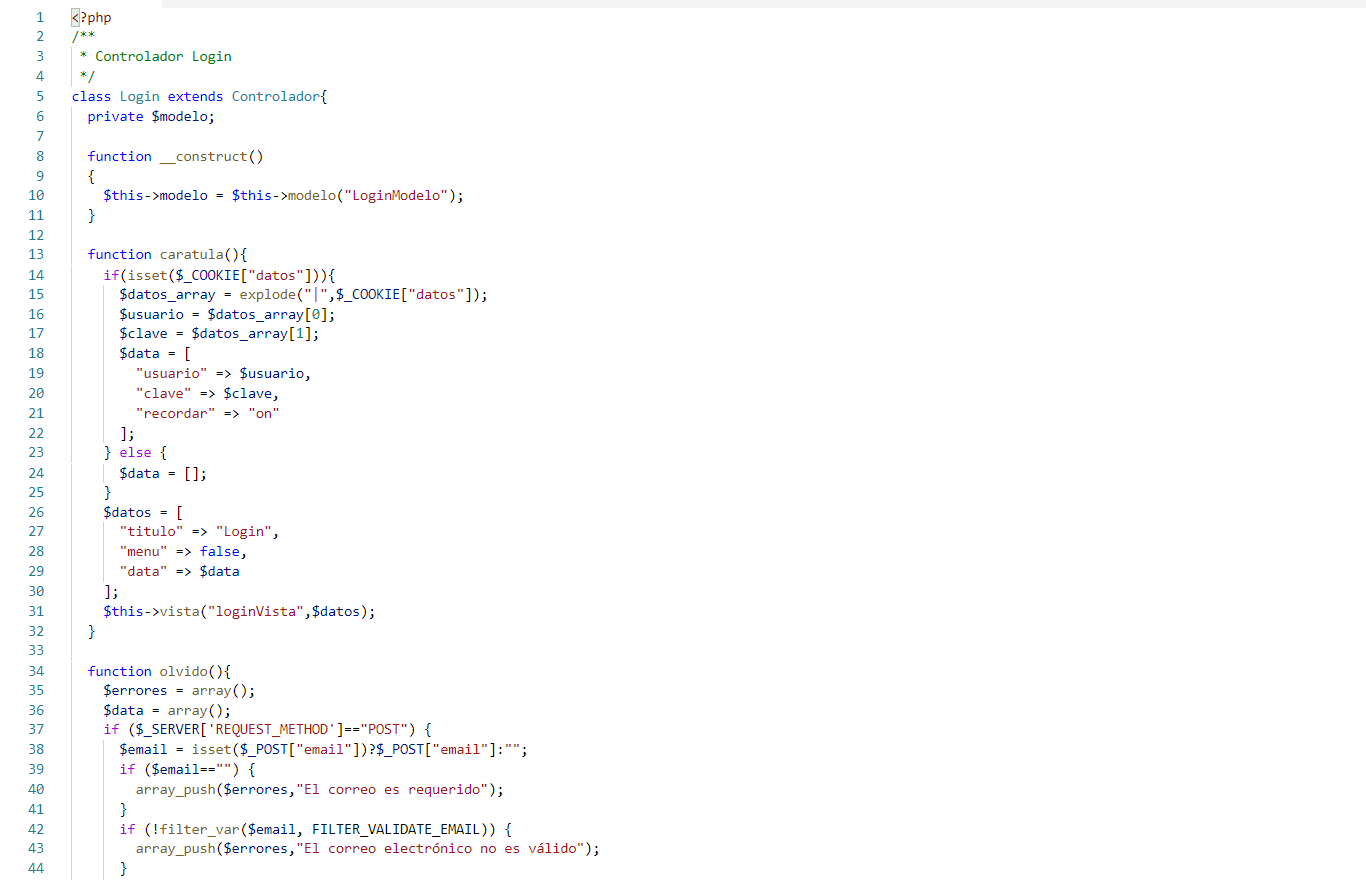 1 <?php
2 /**
3  * Controlador Login
4  */
5 class Login extends Controlador{
6   private $modelo;
7
8   function __construct()
9   {
10     $this->modelo = $this->modelo("LoginModelo");
11   }
12
13   function caratula(){
14     if(isset($_COOKIE["datos"])){
15       $datos_array = explode("|",$_COOKIE["datos"]);
16       $usuario = $datos_array[0];
17       $clave = $datos_array[1];
18       $data = [
19         "usuario" => $usuario,
20         "clave" => $clave,
21         "recordar" => "on"
22       ];
23     } else {
24       $data = [];
25     }
26     $datos = [
27       "titulo" => "Login",
28       "menu" => false,
29       "data" => $data
30     ];
31     $this->vista("loginVista",$datos);
32   }
33
34   function olvido(){
35     $errores = array();
36     $data = array();
37     if ($_SERVER['REQUEST_METHOD']=="POST") {
38       $email = isset($_POST["email"])?$_POST["email"]:"";
39       if ($email=="") {
40         array_push($errores,"El correo es requerido");
41       }
42       if (!filter_var($email, FILTER_VALIDATE_EMAIL)) {
43         array_push($errores,"El correo electrónico no es válido");
44       }